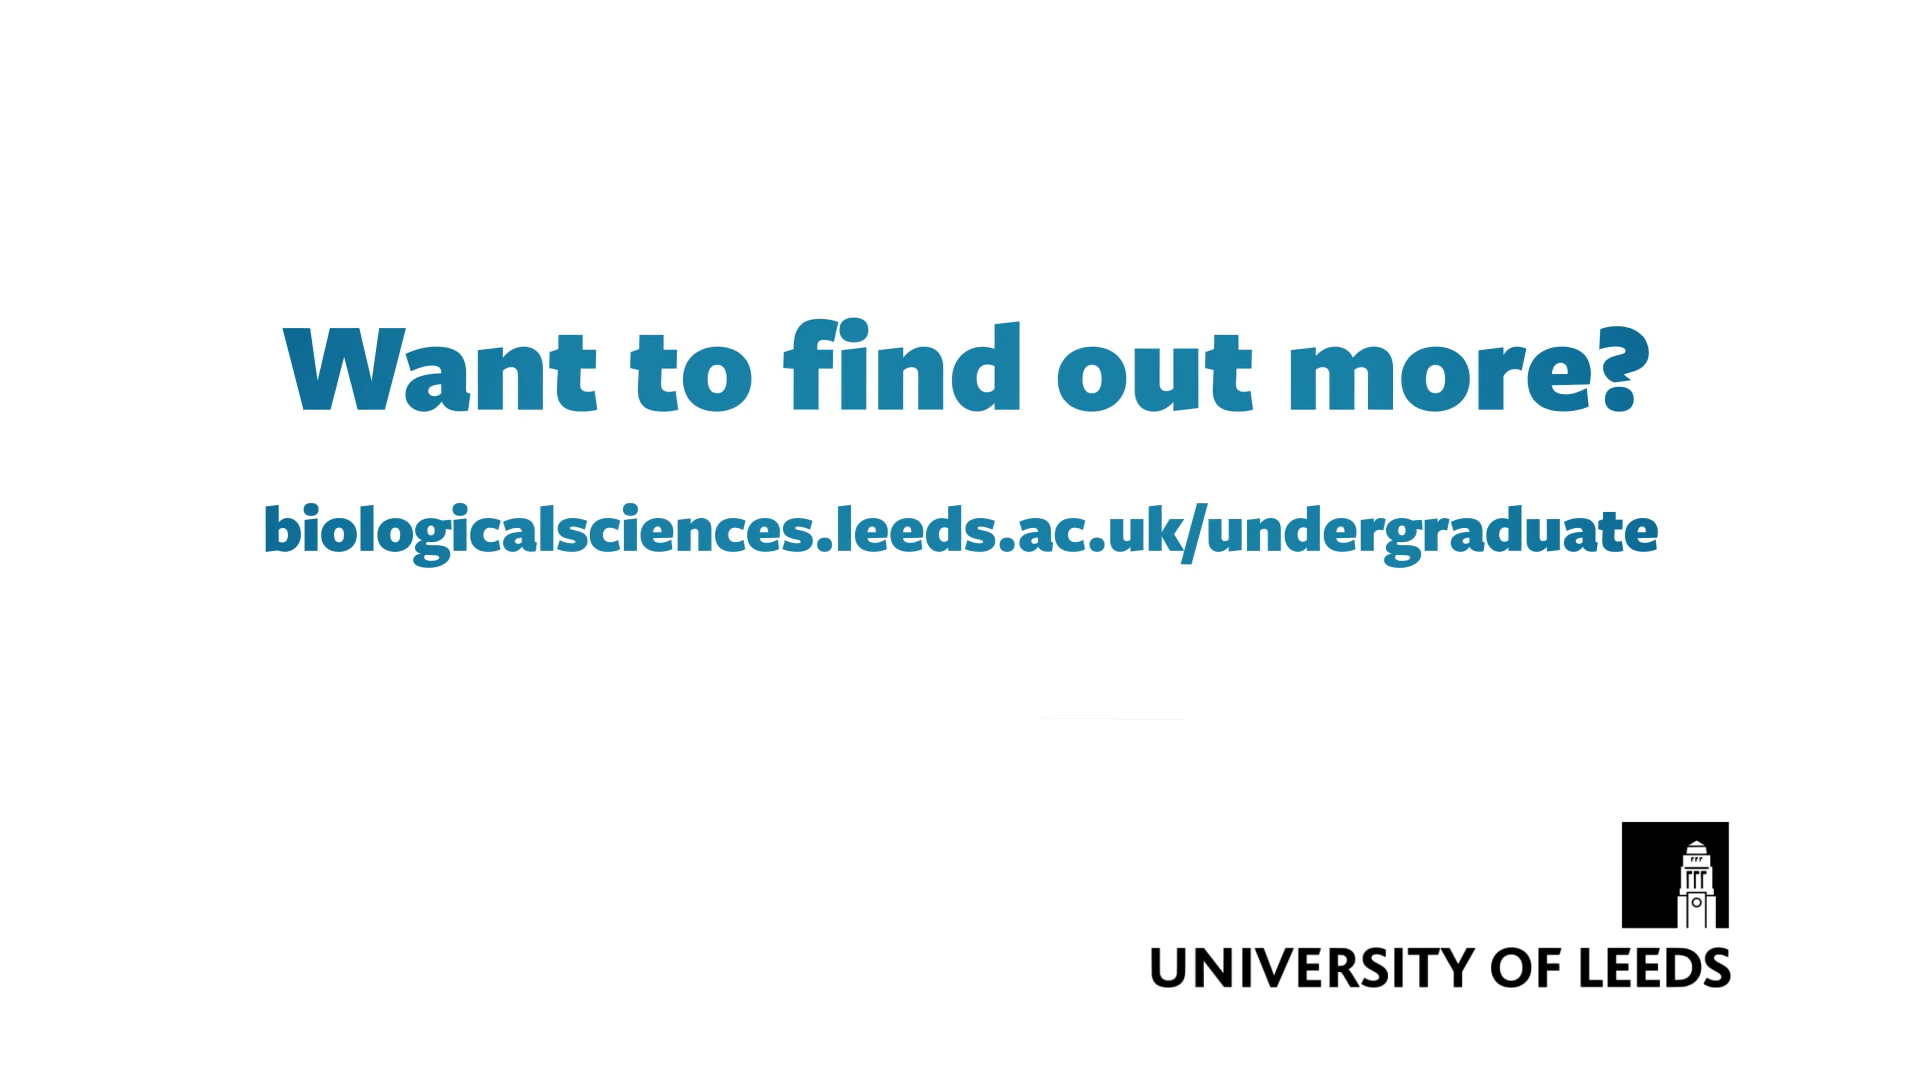 Want to find out more?
biologicalsciences.leeds.ac.uk/undergraduate
UNIVERSITY OF LEEDS